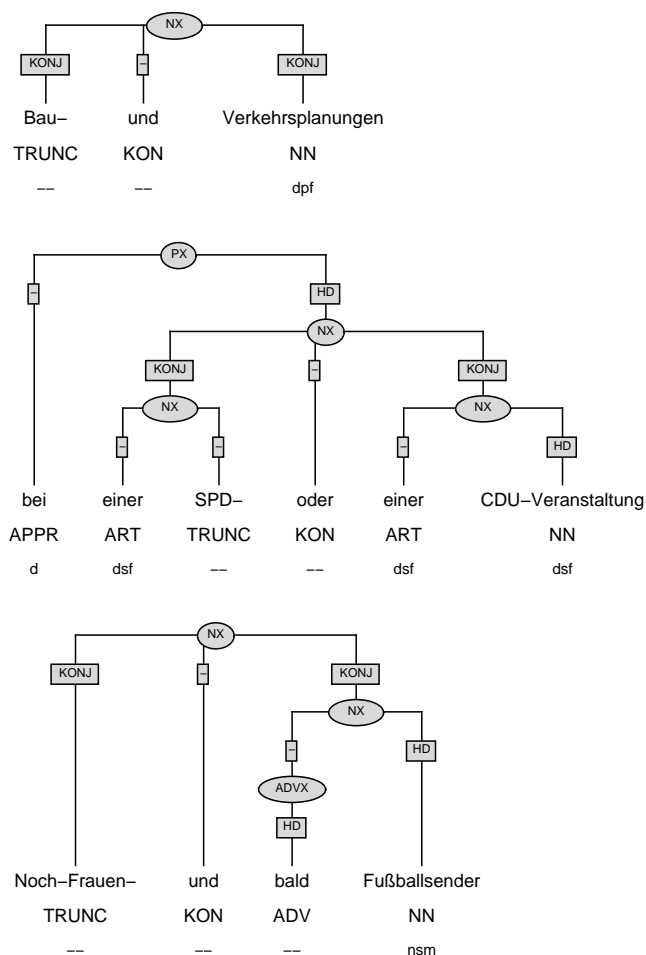 NX
KONJ – KONJ
Bau– und Verkehrsplanungen
TRUNC KON NN
–– –– dpf
PX
– HD
NX
KONJ – KONJ
NX NX
– – – HD
bei einer SPD– oder einer CDU–Veranstaltung
APPR ART TRUNC KON ART NN
d dsf –– –– dsf dsf
NX
KONJ – KONJ
NX
– HD
ADVX
HD
Noch–Frauen– und bald Fußballsender
TRUNC KON ADV NN
–– –– –– nsm